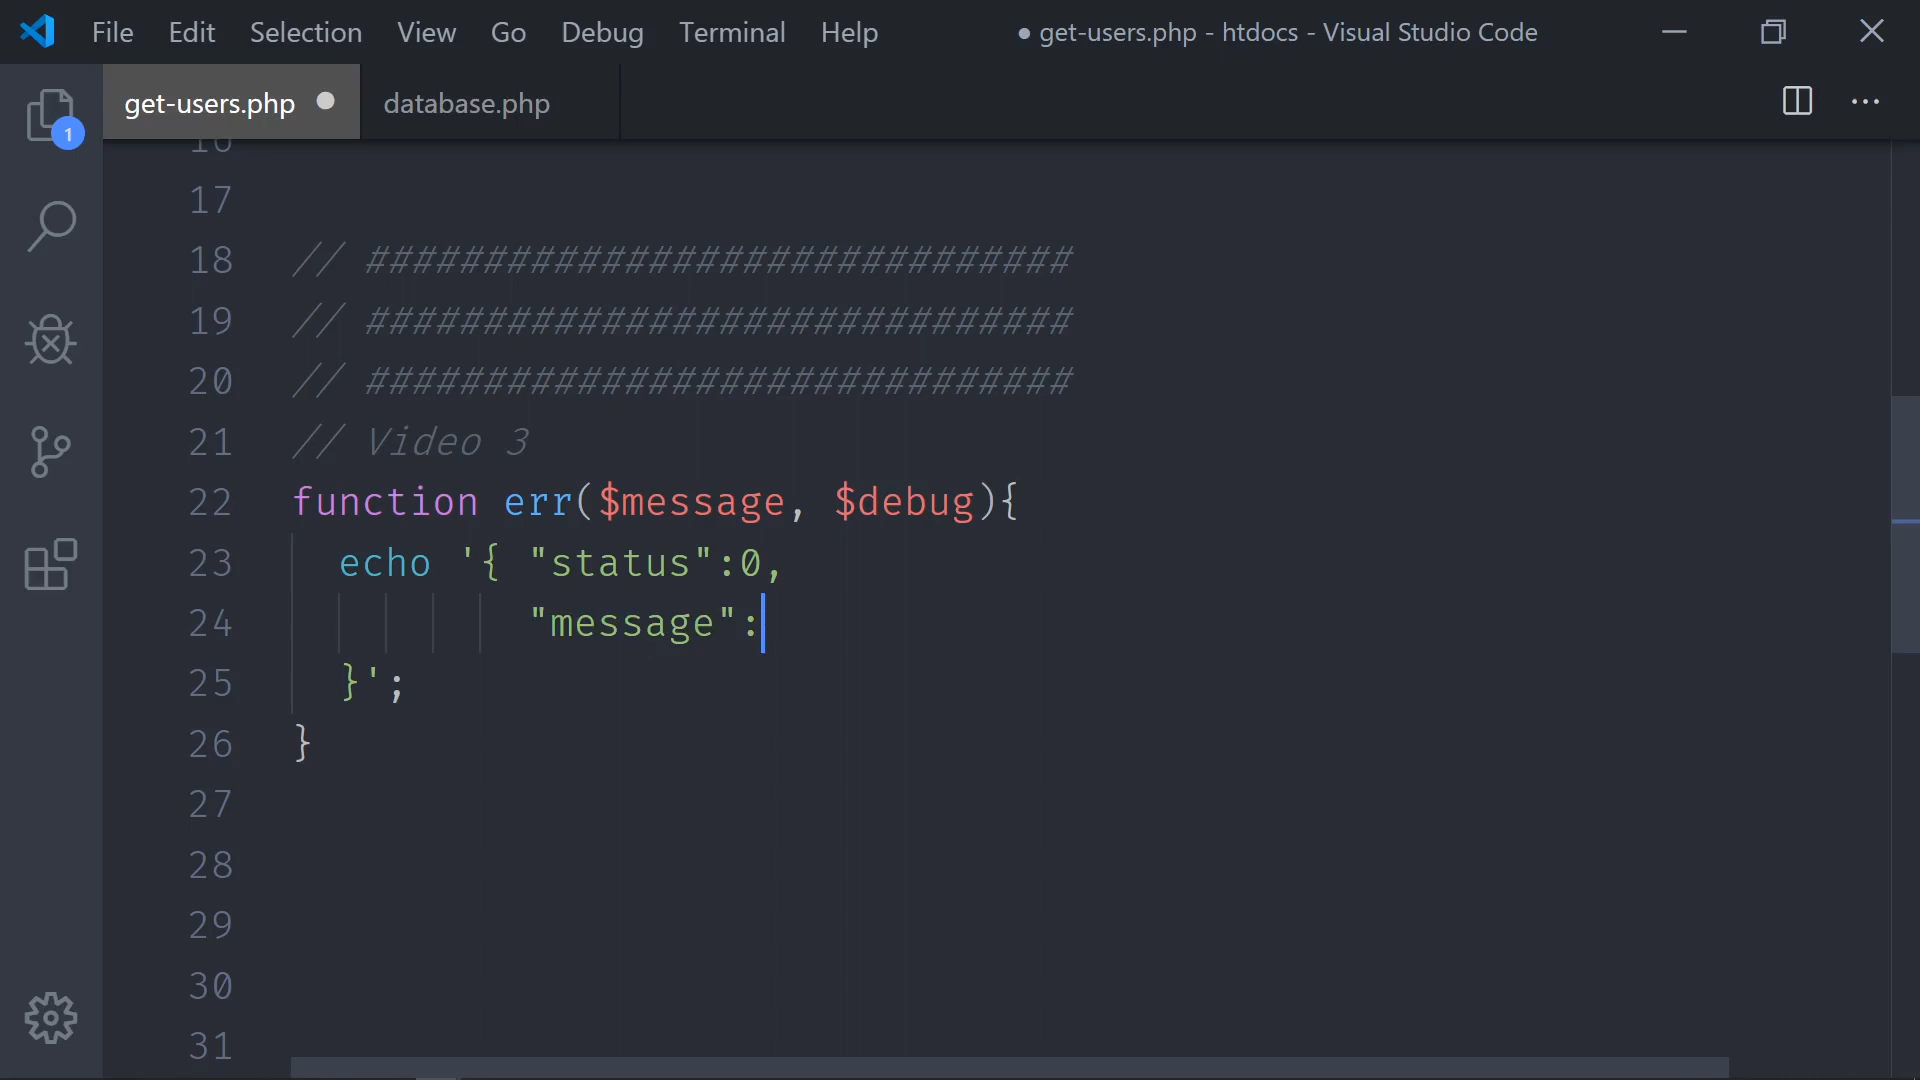 File Edit Selection View Go Debug Terminal Help ● get-users.php - htdocs - Visual Studio Code
get-users.php ● database.php
1
16
17
18 // ##############################
19 // ##############################
20 // ##############################
21 // Video 3
22 function err($message, $debug){
23 echo '{ "status":0,
24 "message":
25 }';
26 }
27
28
29
30
31